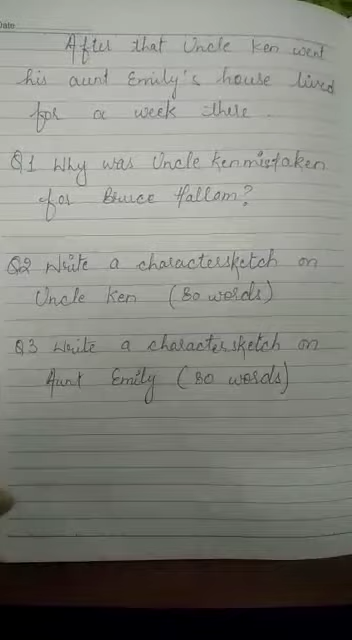 Date
After that Uncle Ken went
his aunt Emily's house lived
for a week there.
Q1 Why was Uncle Ken mistaken
for Bruce Hallam?
Q2 Write a charactersketch on
Uncle Ken (80 words)
Q3 Write a charactersketch on
Aunt Emily (80 words)